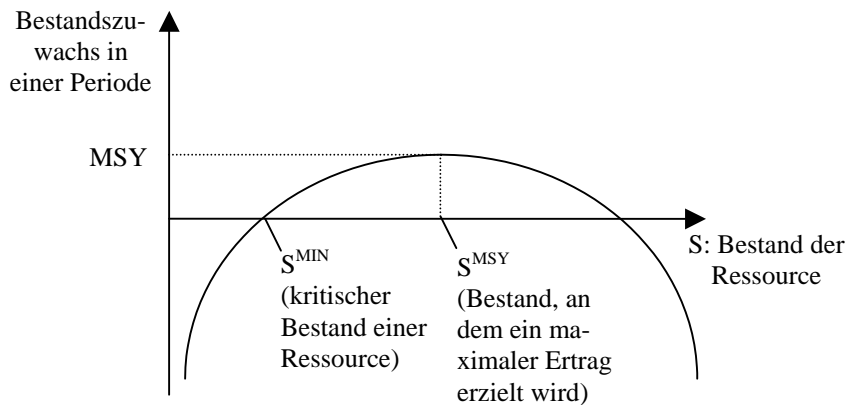 Bestandszu-
wachs in
einer Periode
MSY
S: Bestand der
Ressource
S^MIN
(kritischer
Bestand einer
Ressource)
S^MSY
(Bestand, an
dem ein ma-
ximaler Ertrag
erzielt wird)